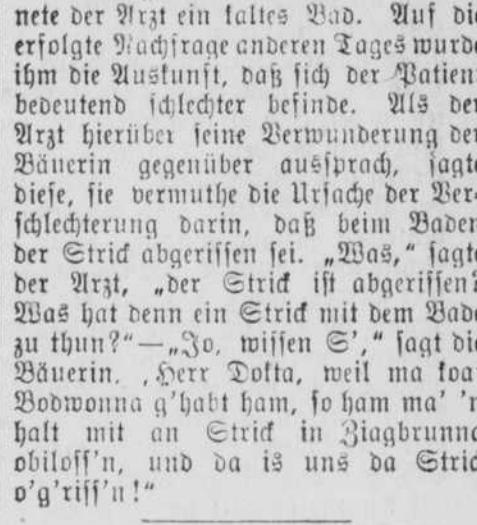 nete der Arzt ein kaltes Bad. Auf die
erfolgte Nachfrage anderen Tages wurde
ihm die Auskunft, daß sich der Patient
bedeutend schlechter befinde. Als der
Arzt hierüber seine Verwunderung der
Bäuerin gegenüber aussprach, sagte
diese, sie vermuthe die Ursache der Ver-
schlechterung darin, daß beim Baden
der Strick abgerissen sei. „Was,“ sagte
der Arzt, „der Strick ist abgerissen?
Was hat denn ein Strick mit dem Bade
zu thun?“—„Jo, wissen S’,“ sagt die
Bäuerin, „Herr Dokta, weil ma koa
Bodwonna g’habt ham, so ham ma’ ’n
halt mit an Strick in Ziagbrunna
obiloff’n, und da is uns da Strick
o’g’riff’n!“